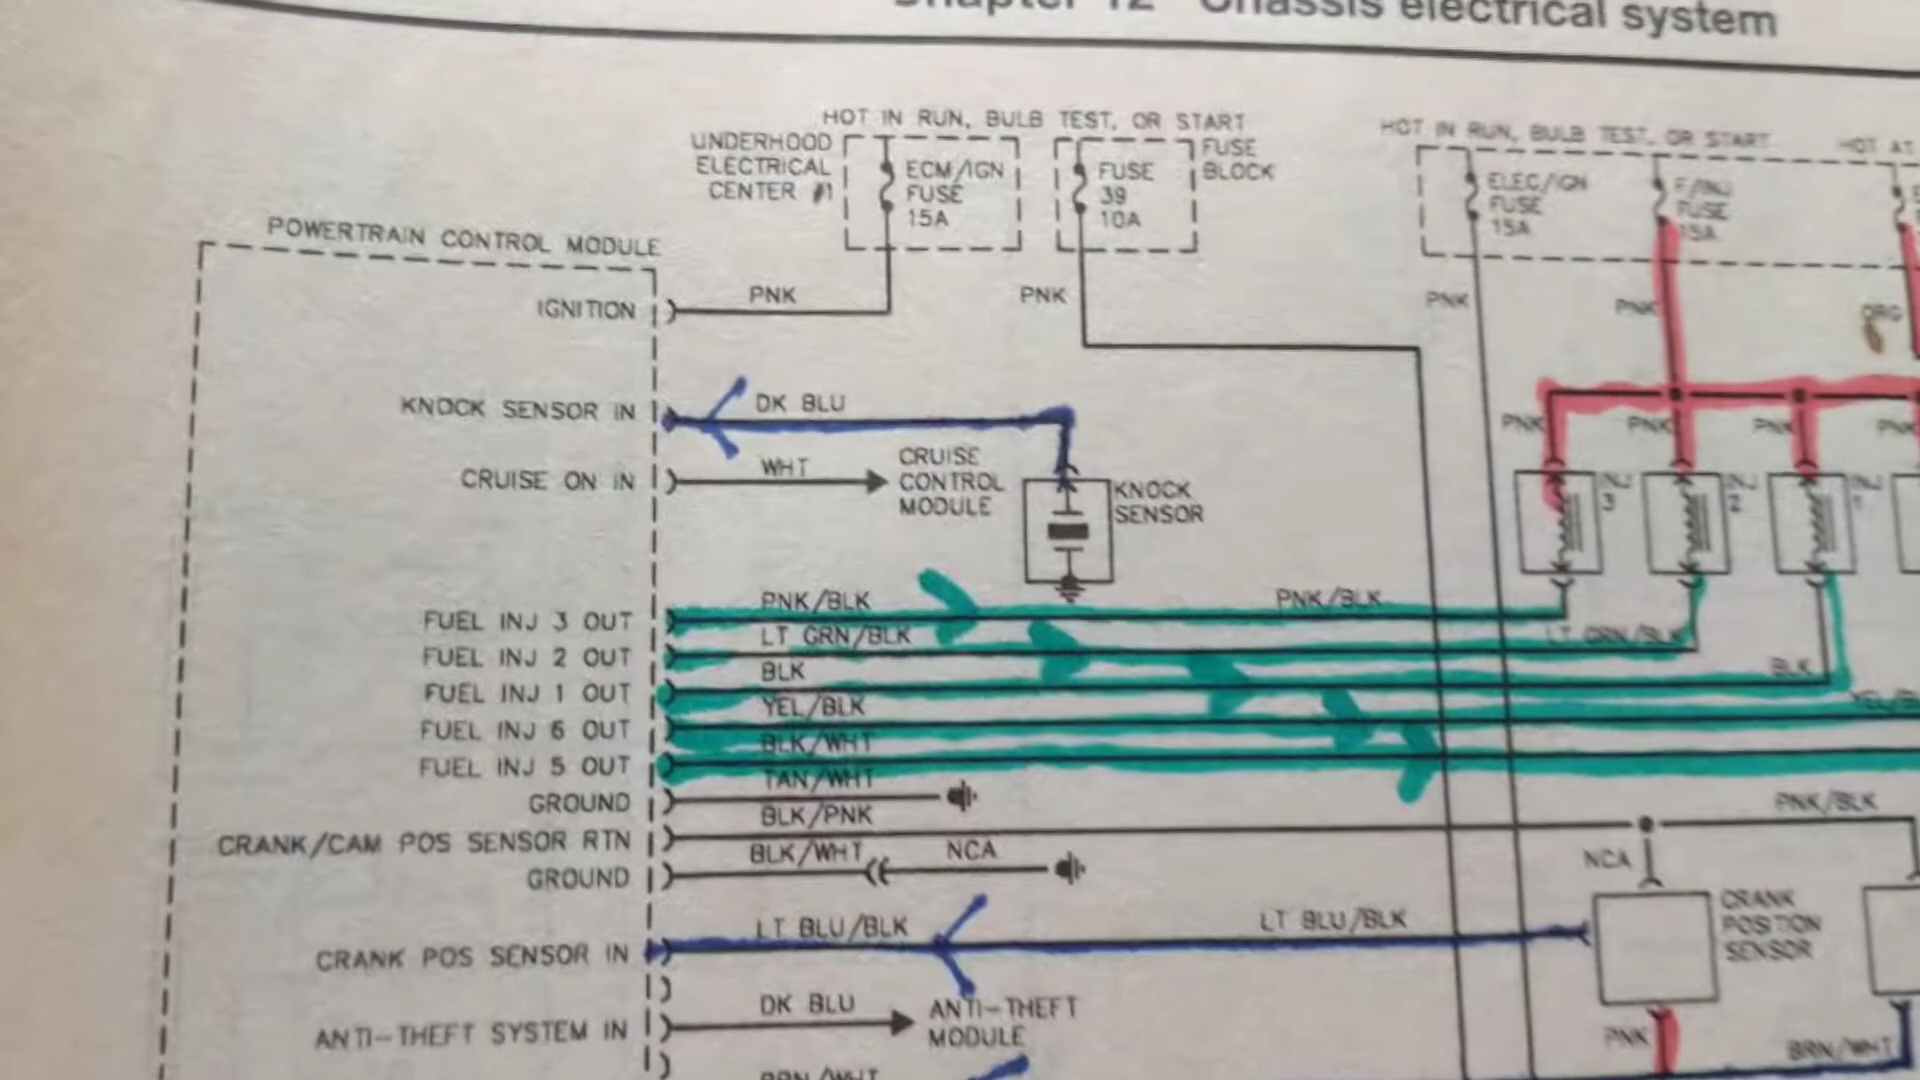 Chapter 12 Chassis electrical system
HOT IN RUN, BULB TEST, OR START
UNDERHOOD
ELECTRICAL
CENTER #1
ECM/IGN
FUSE
15A
FUSE
39
10A
FUSE
BLOCK
HOT IN RUN, BULB TEST, OR START
HOT AT
ELEC/IGN
FUSE
15A
F/INJ
FUSE
15A
POWERTRAIN CONTROL MODULE
IGNITION
PNK
PNK
PNK
PNK
ORG
KNOCK SENSOR IN
DK BLU
PNK
PNK
PNK
PNK
CRUISE ON IN
WHT
CRUISE
CONTROL
MODULE
KNOCK
SENSOR
INJ
3
INJ
2
INJ
1
FUEL INJ 3 OUT
PNK/BLK
PNK/BLK
FUEL INJ 2 OUT
LT GRN/BLK
LT GRN/BLK
FUEL INJ 1 OUT
BLK
BLK
FUEL INJ 6 OUT
YEL/BLK
FUEL INJ 5 OUT
BLK/WHT
GROUND
TAN/WHT
CRANK/CAM POS SENSOR RTN
BLK/PNK
PNK/BLK
GROUND
BLK/WHT
NCA
NCA
CRANK
POSITION
SENSOR
CRANK POS SENSOR IN
LT BLU/BLK
LT BLU/BLK
ANTI-THEFT SYSTEM IN
DK BLU
ANTI-THEFT
MODULE
PNK
BRN/WHT
BRN/WHT